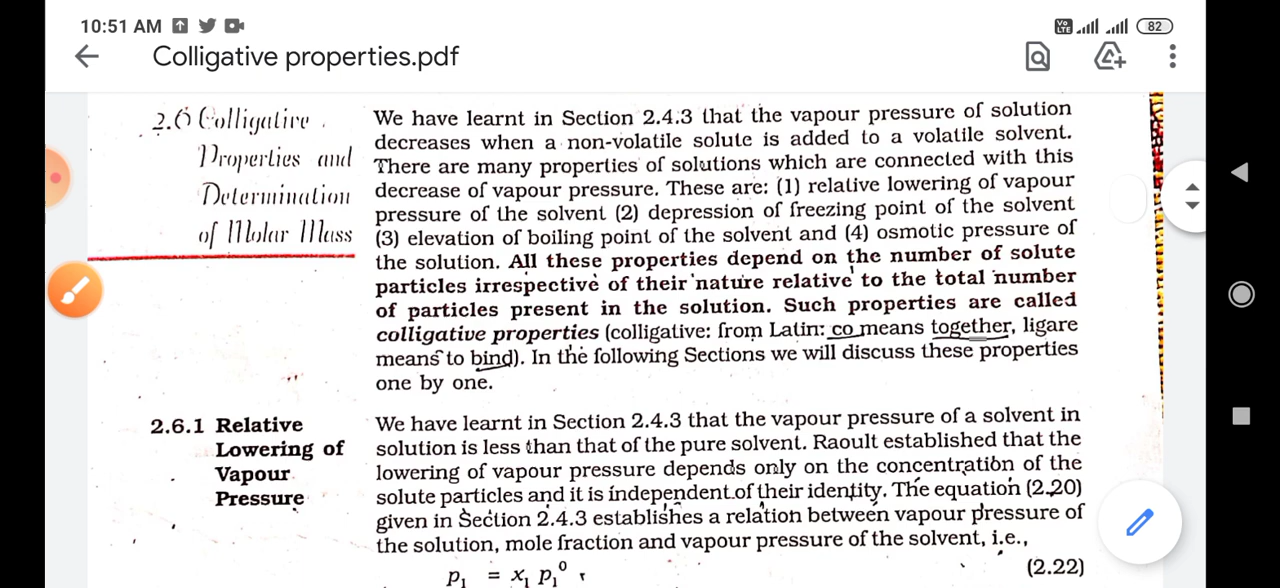 10:51 AM
Vo LTE 82
Colligative properties.pdf
2.6 Colligative
Properties and
Determination
of Molar Mass
We have learnt in Section 2.4.3 that the vapour pressure of solution
decreases when a non-volatile solute is added to a volatile solvent.
There are many properties of solutions which are connected with this
decrease of vapour pressure. These are: (1) relative lowering of vapour
pressure of the solvent (2) depression of freezing point of the solvent
(3) elevation of boiling point of the solvent and (4) osmotic pressure of
the solution. All these properties depend on the number of solute
particles irrespective of their nature relative to the total number
of particles present in the solution. Such properties are called
colligative properties (colligative: from Latin: co means together, ligare
means to bind). In the following Sections we will discuss these properties
one by one.
2.6.1 Relative
Lowering of
Vapour
Pressure
We have learnt in Section 2.4.3 that the vapour pressure of a solvent in
solution is less than that of the pure solvent. Raoult established that the
lowering of vapour pressure depends only on the concentration of the
solute particles and it is independent of their identity. The equation (2.20)
given in Section 2.4.3 establishes a relation between vapour pressure of
the solution, mole fraction and vapour pressure of the solvent, i.e.,
p₁ = x₁ p₁⁰ (2.22)